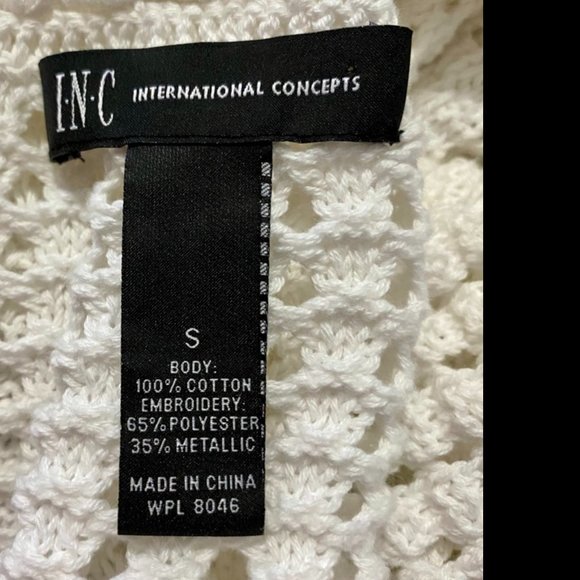 I·N·C INTERNATIONAL CONCEPTS
S
BODY:
100% COTTON
EMBROIDERY:
65% POLYESTER
35% METALLIC
MADE IN CHINA
WPL 8046